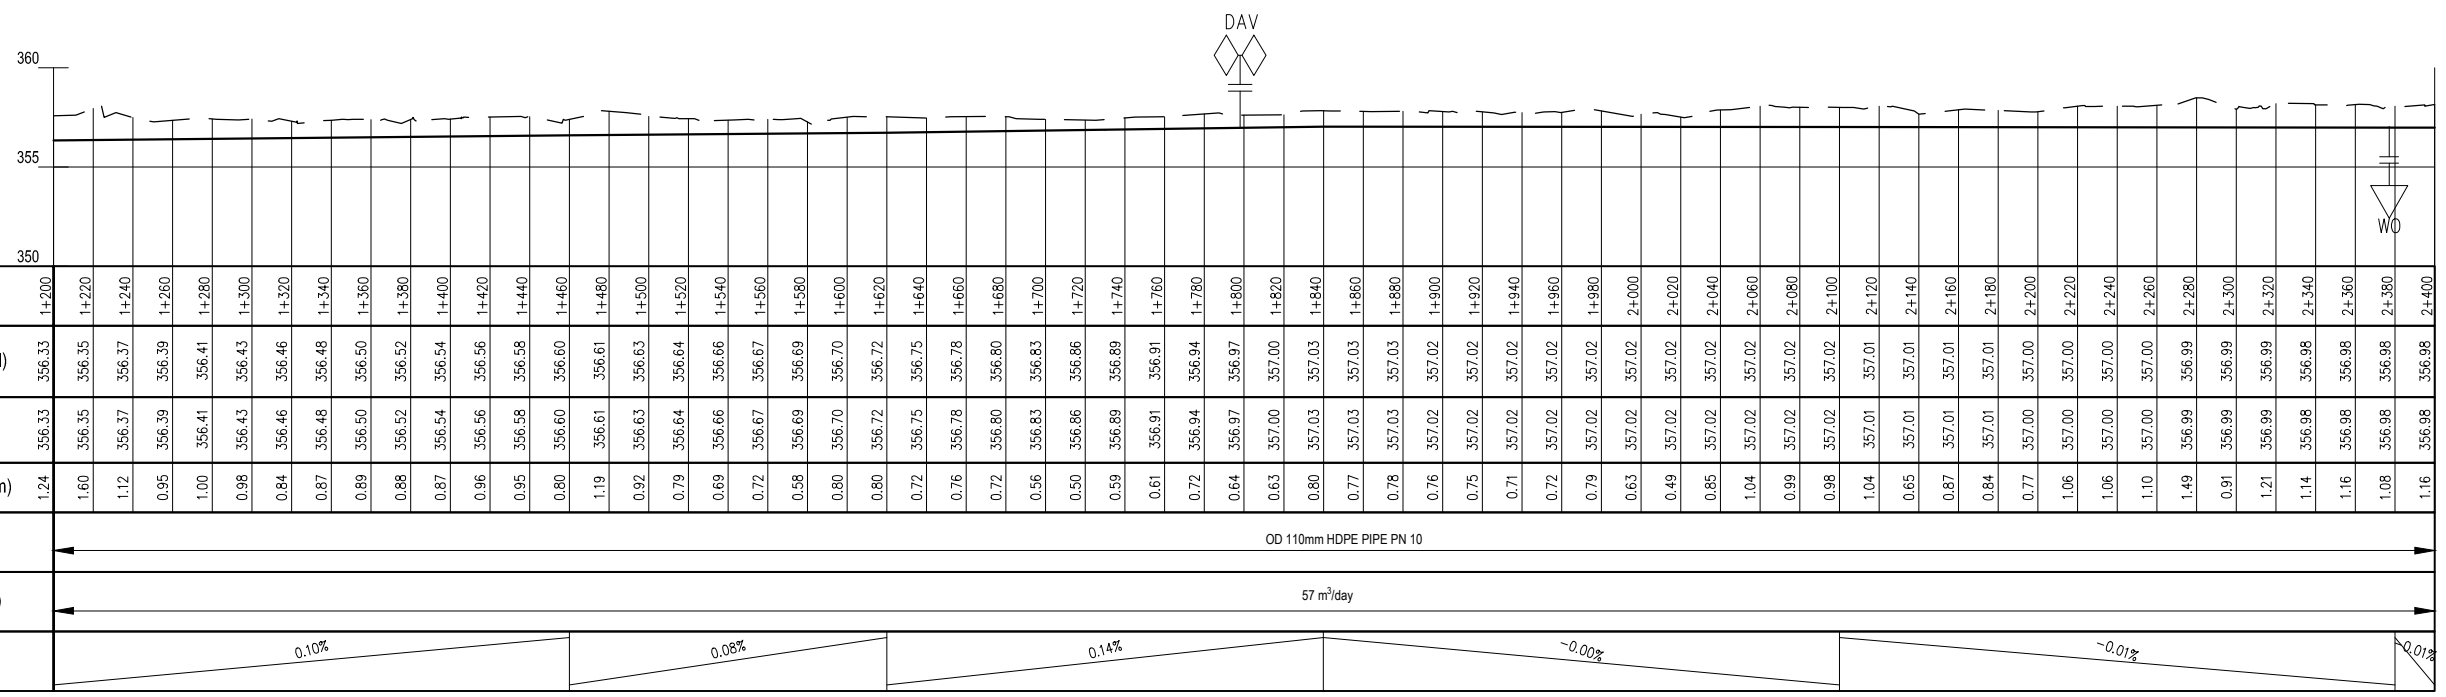 DAV
360
355
350
WO
1+200 1+220 1+240 1+260 1+280 1+300 1+320 1+340 1+360 1+380 1+400 1+420 1+440 1+460 1+480 1+500 1+520 1+540 1+560 1+580 1+600 1+620 1+640 1+660 1+680 1+700 1+720 1+740 1+760 1+780 1+800 1+820 1+840 1+860 1+880 1+900 1+920 1+940 1+960 1+980 2+000 2+020 2+040 2+060 2+080 2+100 2+120 2+140 2+160 2+180 2+200 2+220 2+240 2+260 2+280 2+300 2+320 2+340 2+360 2+380 2+400
356.33 356.35 356.37 356.39 356.41 356.43 356.46 356.48 356.50 356.52 356.54 356.56 356.58 356.60 356.61 356.63 356.64 356.66 356.67 356.69 356.70 356.72 356.75 356.78 356.80 356.83 356.86 356.89 356.91 356.94 356.97 357.00 357.03 357.03 357.03 357.02 357.02 357.02 357.02 357.02 357.02 357.02 357.02 357.02 357.02 357.02 357.01 357.01 357.01 357.01 357.00 357.00 357.00 357.00 356.99 356.99 356.99 356.98 356.98 356.98 356.98
356.33 356.35 356.37 356.39 356.41 356.43 356.46 356.48 356.50 356.52 356.54 356.56 356.58 356.60 356.61 356.63 356.64 356.66 356.67 356.69 356.70 356.72 356.75 356.78 356.80 356.83 356.86 356.89 356.91 356.94 356.97 357.00 357.03 357.03 357.03 357.02 357.02 357.02 357.02 357.02 357.02 357.02 357.02 357.02 357.02 357.02 357.01 357.01 357.01 357.01 357.00 357.00 357.00 357.00 356.99 356.99 356.99 356.98 356.98 356.98 356.98
1.24 1.60 1.12 0.95 1.00 0.98 0.84 0.87 0.89 0.88 0.87 0.96 0.95 0.80 1.19 0.92 0.79 0.69 0.72 0.58 0.80 0.80 0.72 0.76 0.72 0.56 0.50 0.59 0.61 0.72 0.64 0.63 0.80 0.77 0.78 0.76 0.75 0.71 0.72 0.79 0.63 0.49 0.85 1.04 0.99 0.98 1.04 0.65 0.87 0.84 0.77 1.06 1.06 1.10 1.49 0.91 1.21 1.14 1.16 1.08 1.16
OD 110mm HDPE PIPE PN 10
57 m³/day
0.10% 0.08% 0.14% -0.00% -0.01% -0.01%